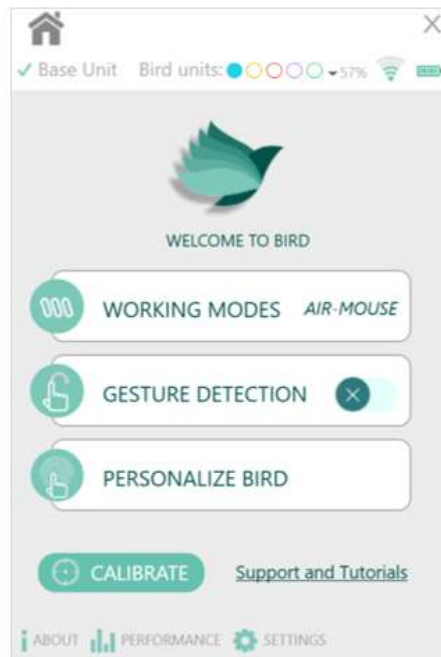 Base Unit Bird units: 57%
WELCOME TO BIRD
WORKING MODES AIR-MOUSE
GESTURE DETECTION
PERSONALIZE BIRD
CALIBRATE Support and Tutorials
ABOUT PERFORMANCE SETTINGS